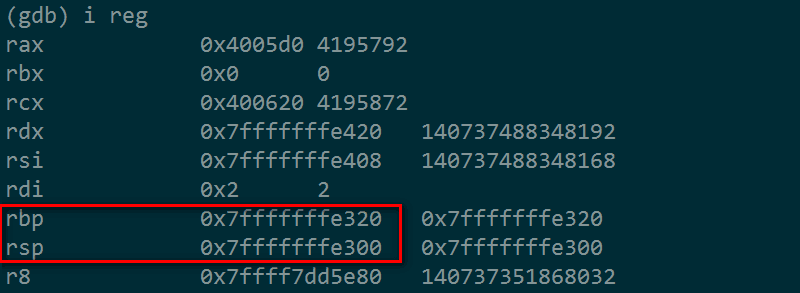 (gdb) i reg
rax 0x4005d0 4195792
rbx 0x0 0
rcx 0x400620 4195872
rdx 0x7fffffffe420 140737488348192
rsi 0x7fffffffe408 140737488348168
rdi 0x2 2
rbp 0x7fffffffe320 0x7fffffffe320
rsp 0x7fffffffe300 0x7fffffffe300
r8 0x7ffff7dd5e80 140737351868032